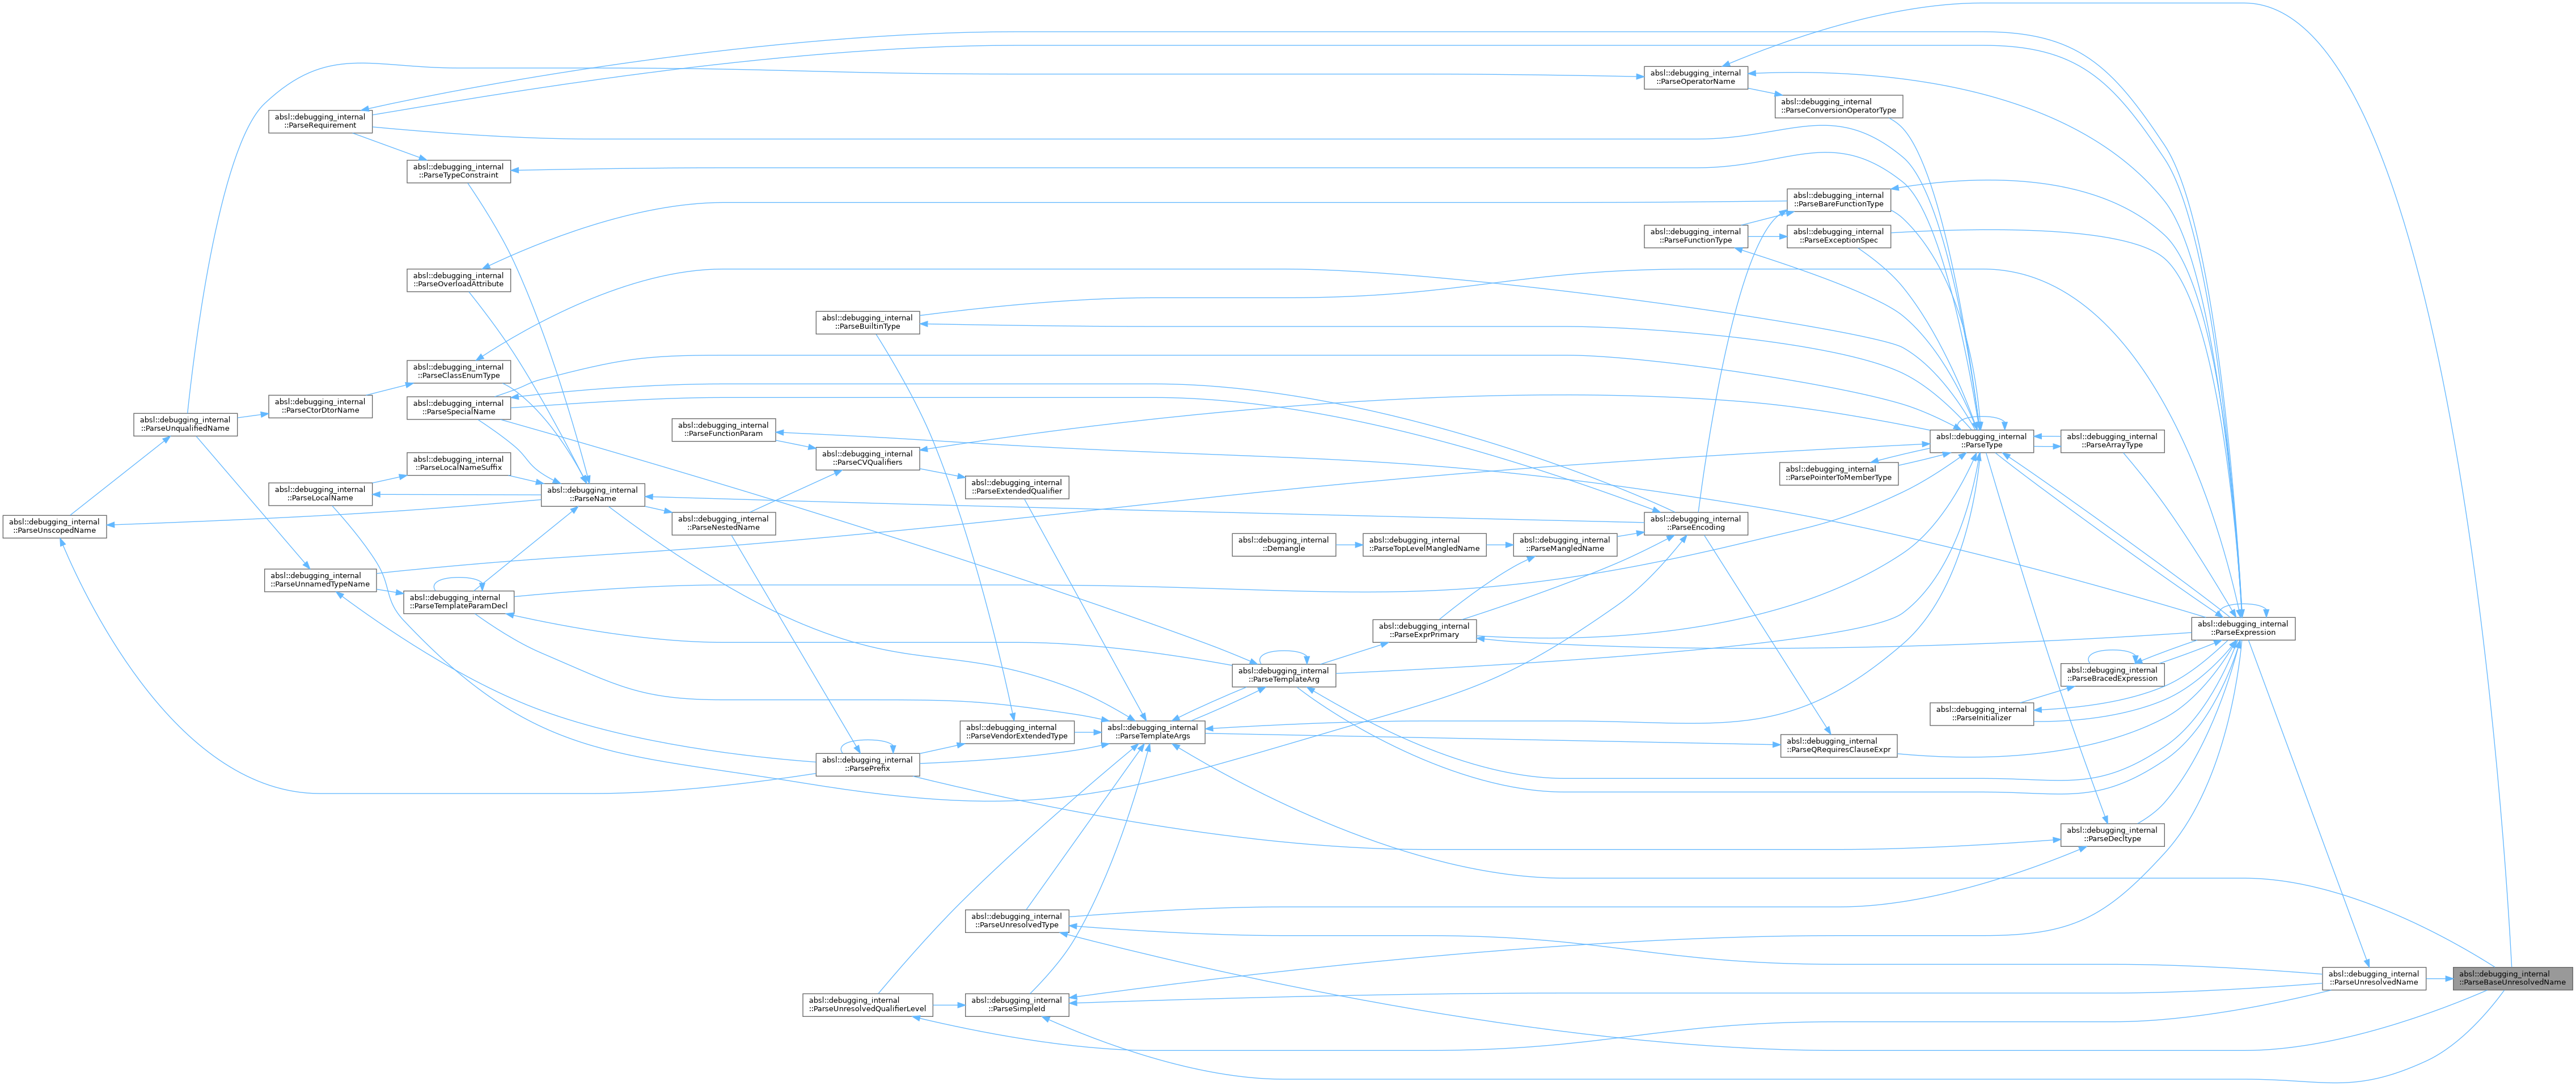 absl::debugging_internal
::ParseOperatorName
absl::debugging_internal
::ParseConversionOperatorType
absl::debugging_internal
::ParseRequirement
absl::debugging_internal
::ParseTypeConstraint
absl::debugging_internal
::ParseBareFunctionType
absl::debugging_internal
::ParseFunctionType
absl::debugging_internal
::ParseExceptionSpec
absl::debugging_internal
::ParseOverloadAttribute
absl::debugging_internal
::ParseBuiltinType
absl::debugging_internal
::ParseClassEnumType
absl::debugging_internal
::ParseCtorDtorName
absl::debugging_internal
::ParseSpecialName
absl::debugging_internal
::ParseUnqualifiedName
absl::debugging_internal
::ParseFunctionParam
absl::debugging_internal
::ParseType
absl::debugging_internal
::ParseArrayType
absl::debugging_internal
::ParseCVQualifiers
absl::debugging_internal
::ParseLocalNameSuffix
absl::debugging_internal
::ParsePointerToMemberType
absl::debugging_internal
::ParseExtendedQualifier
absl::debugging_internal
::ParseLocalName
absl::debugging_internal
::ParseName
absl::debugging_internal
::ParseNestedName
absl::debugging_internal
::ParseEncoding
absl::debugging_internal
::ParseUnscopedName
absl::debugging_internal
::Demangle
absl::debugging_internal
::ParseTopLevelMangledName
absl::debugging_internal
::ParseMangledName
absl::debugging_internal
::ParseUnnamedTypeName
absl::debugging_internal
::ParseTemplateParamDecl
absl::debugging_internal
::ParseExprPrimary
absl::debugging_internal
::ParseExpression
absl::debugging_internal
::ParseTemplateArg
absl::debugging_internal
::ParseBracedExpression
absl::debugging_internal
::ParseInitializer
absl::debugging_internal
::ParseVendorExtendedType
absl::debugging_internal
::ParseTemplateArgs
absl::debugging_internal
::ParseQRequiresClauseExpr
absl::debugging_internal
::ParsePrefix
absl::debugging_internal
::ParseDecltype
absl::debugging_internal
::ParseUnresolvedType
absl::debugging_internal
::ParseUnresolvedName
absl::debugging_internal
::ParseBaseUnresolvedName
absl::debugging_internal
::ParseUnresolvedQualifierLevel
absl::debugging_internal
::ParseSimpleId